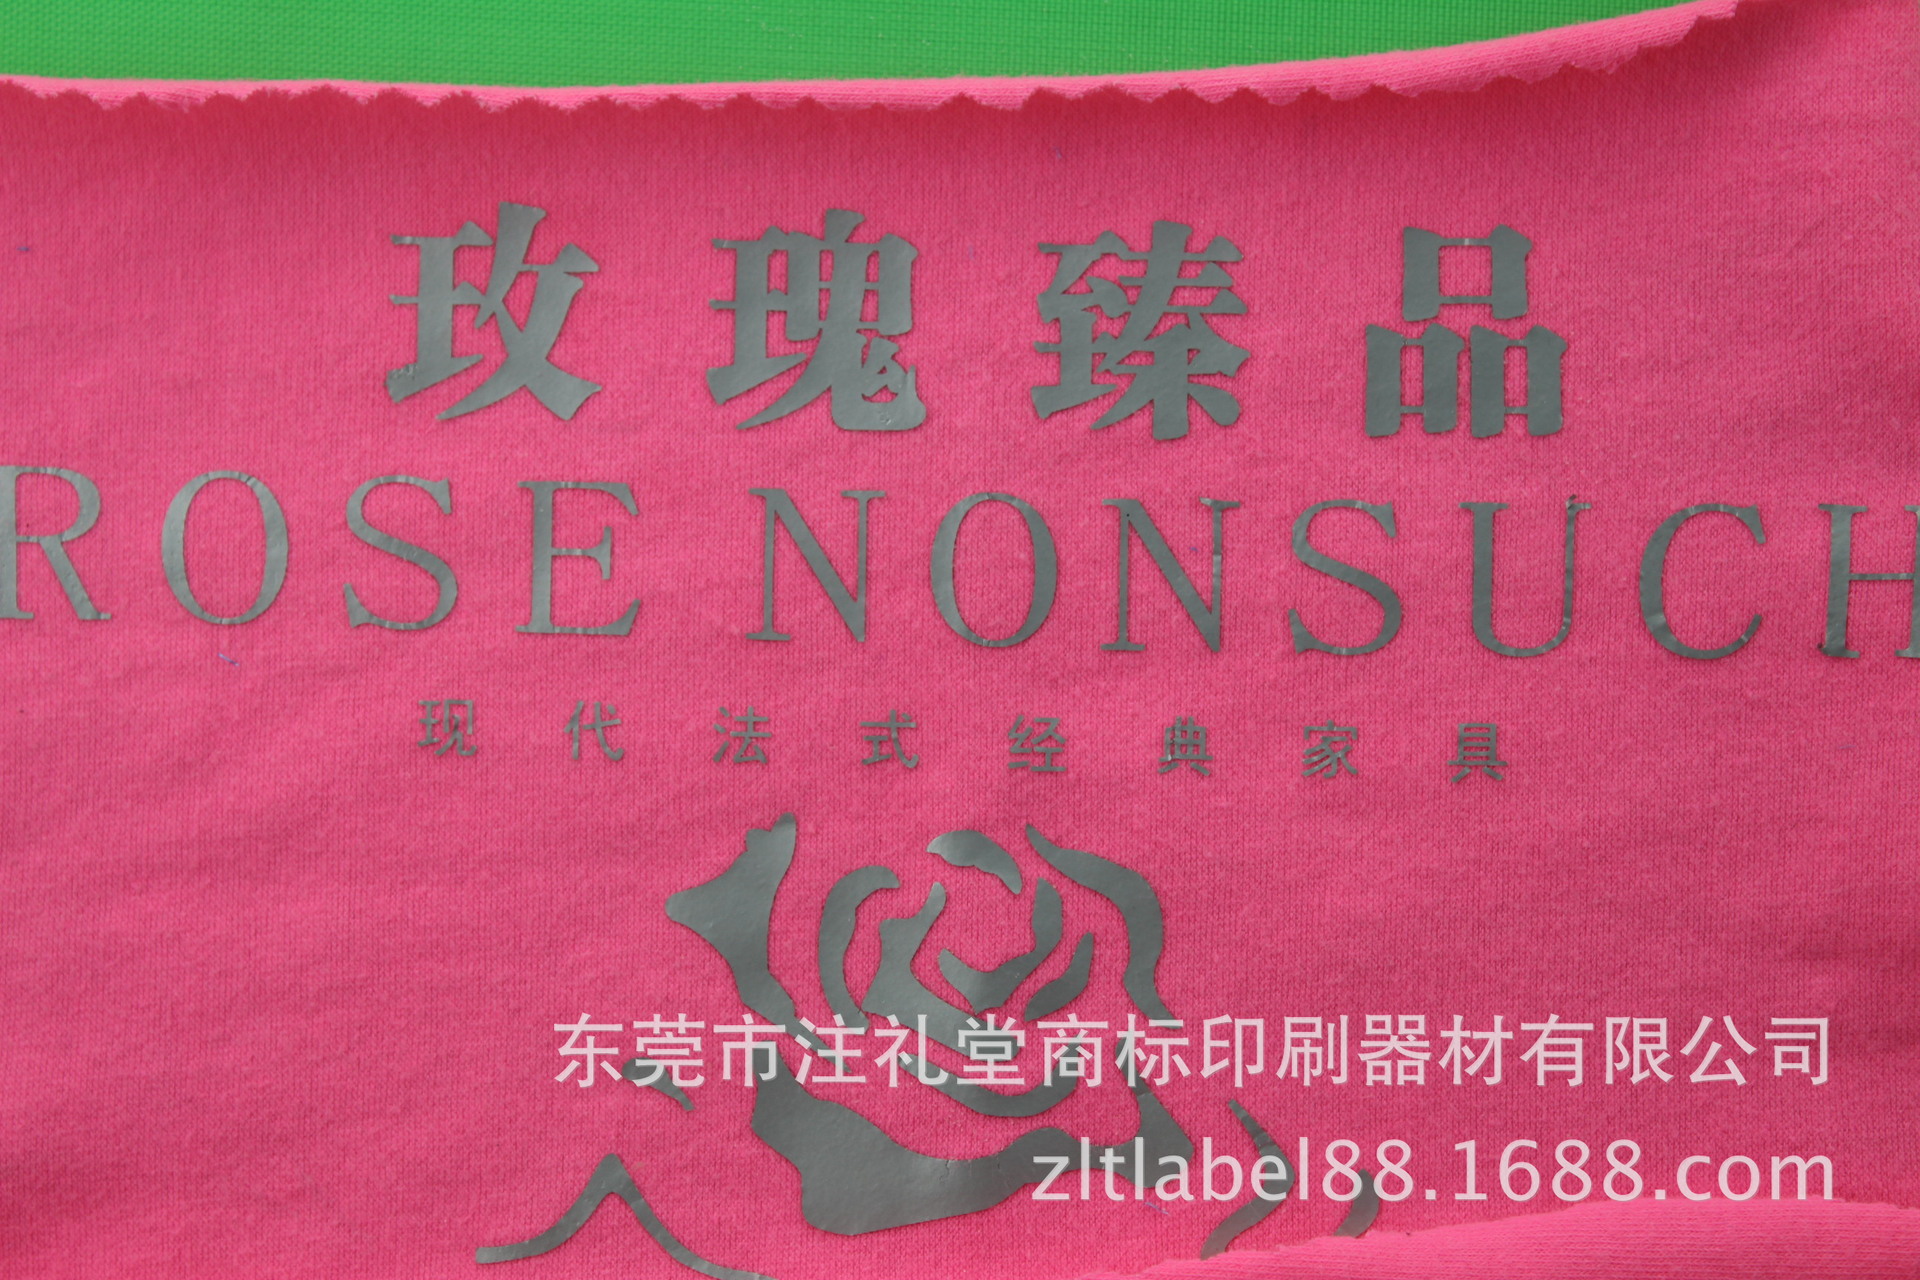 玫瑰臻品
ROSE NONSUCH
现代法式经典家具
东莞市注礼堂商标印刷器材有限公司
zltlabel88.1688.com